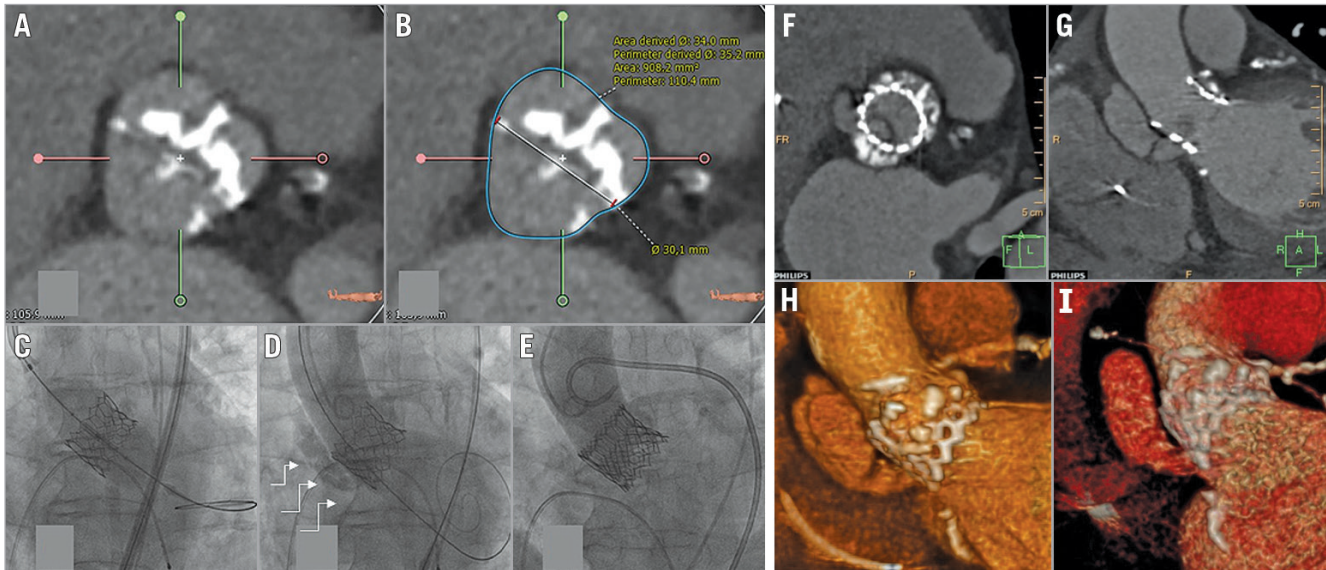 A
B
Area derived Ø: 34.0 mm
Perimeter derived Ø: 35.2 mm
Area: 908.2 mm²
Perimeter: 110.4 mm
Ø 30,1 mm
: 105.9 mm
F
FR
5 cm
A
F L
PHILIPS
P
G
R
5 cm
H
R A L
F
PHILIPS
F
C
D
E
H
I